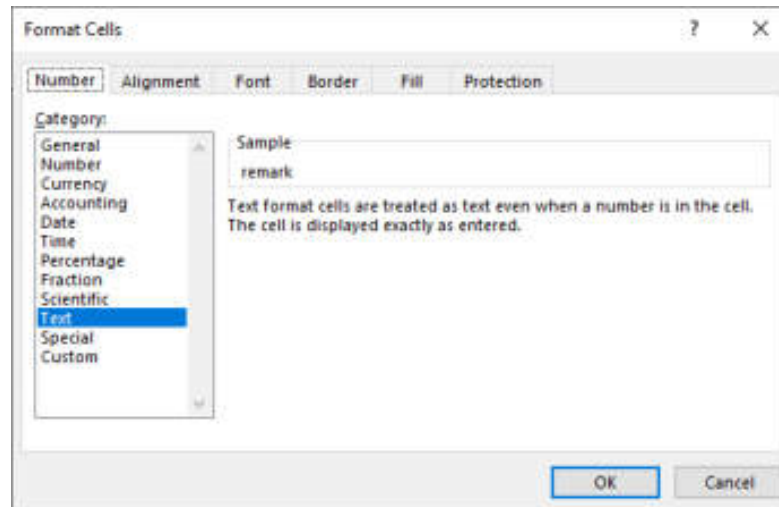 Format Cells ? X
Number Alignment Font Border Fill Protection
Category:
General
Number
Currency
Accounting
Date
Time
Percentage
Fraction
Scientific
Text
Special
Custom
Sample
remark
Text format cells are treated as text even when a number is in the cell.
The cell is displayed exactly as entered.
OK Cancel